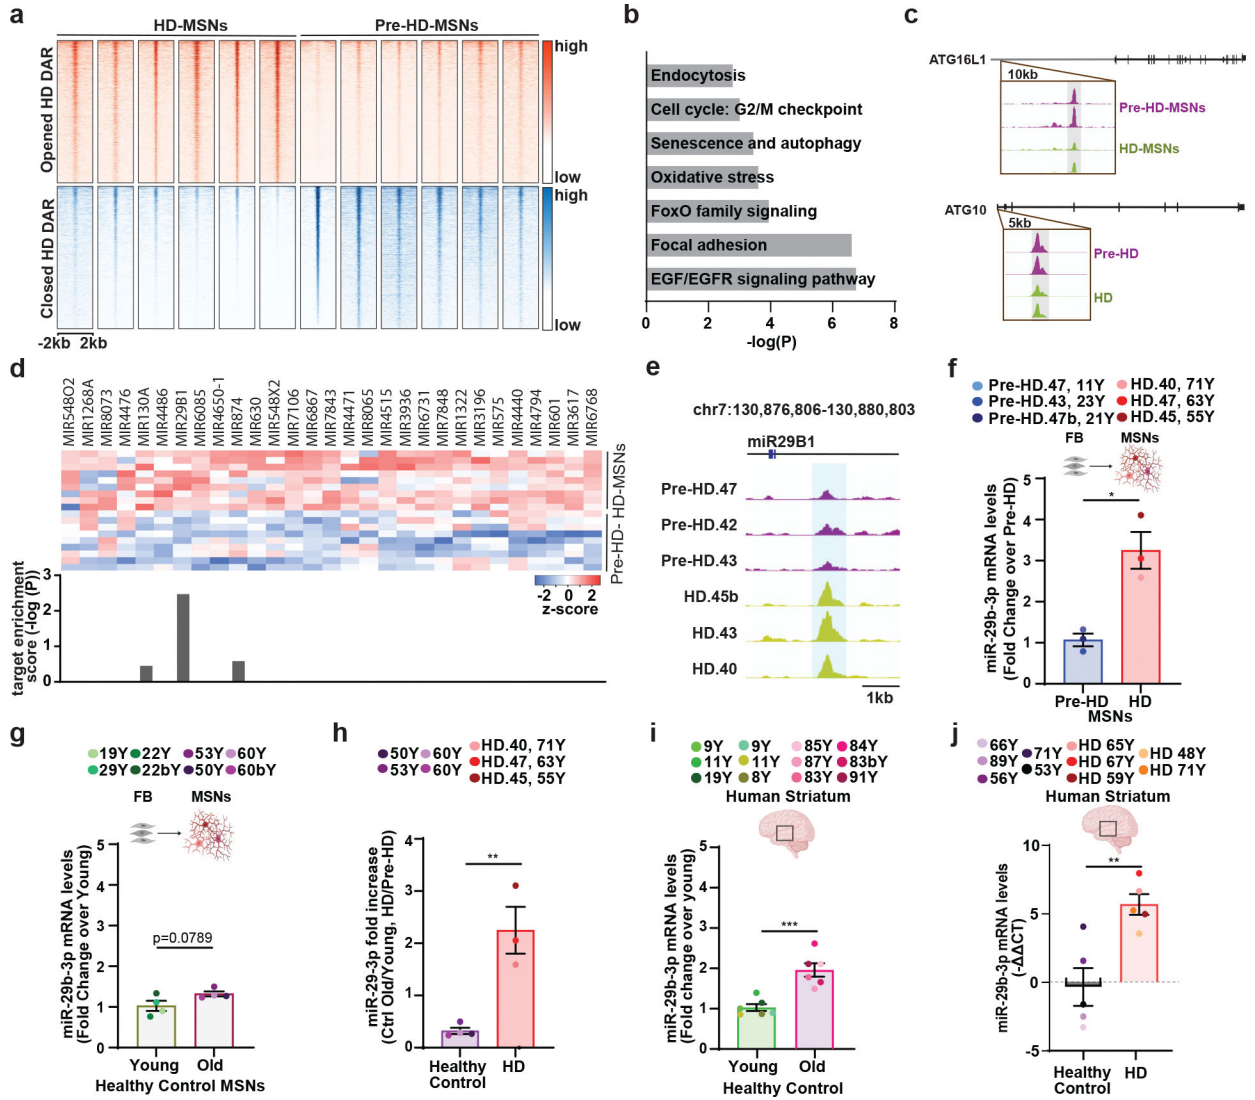 a
HD-MSNs
Pre-HD-MSNs
Opened HD DAR
high
low
Closed HD DAR
high
low
-2kb 2kb
b
Endocytosis
Cell cycle: G2/M checkpoint
Senescence and autophagy
Oxidative stress
FoxO family signaling
Focal adhesion
EGF/EGFR signaling pathway
0 2 4 6 8
-log(P)
c
ATG16L1
10kb
Pre-HD-MSNs
HD-MSNs
ATG10
5kb
Pre-HD
HD
d
MIR548O2
MIR1268A
MIR8073
MIR4476
MIR130A
MIR4486
MIR29B1
MIR6085
MIR4650-1
MIR874
MIR630
MIR548X2
MIR7106
MIR6867
MIR7843
MIR4471
MIR8065
MIR4515
MIR3936
MIR6731
MIR7848
MIR1322
MIR3196
MIR575
MIR4440
MIR4794
MIR601
MIR3617
MIR6768
HD-MSNs
Pre-HD-
-2 0 2
z-score
target enrichment
score (-log (P))
3
2
1
0
e
chr7:130,876,806-130,880,803
miR29B1
Pre-HD.47
Pre-HD.42
Pre-HD.43
HD.45b
HD.43
HD.40
1kb
f
Pre-HD.47, 11Y HD.40, 71Y
Pre-HD.43, 23Y HD.47, 63Y
Pre-HD.47b, 21Y HD.45, 55Y
FB MSNs
miR-29b-3p mRNA levels
(Fold Change over Pre-HD)
5
4
3
2
1
0
*
Pre-HD HD
MSNs
g
19Y 22Y 53Y 60Y
29Y 22bY 50Y 60bY
FB MSNs
miR-29b-3p mRNA levels
(Fold Change over Young)
5
4
3
2
1
0
p=0.0789
Young Old
Healthy Control MSNs
h
50Y 60Y HD.40, 71Y
53Y 60Y HD.47, 63Y
HD.45, 55Y
miR-29-3p fold increase
(Ctrl Old/Young, HD/Pre-HD)
4
3
2
1
0
**
Healthy
Control
HD
i
9Y 9Y 85Y 84Y
11Y 11Y 87Y 83bY
19Y 8Y 83Y 91Y
Human Striatum
miR-29b-3p mRNA levels
(Fold Change over young)
5
4
3
2
1
0
***
Young Old
Healthy Control
j
66Y 71Y HD 65Y HD 48Y
89Y 53Y HD 67Y HD 71Y
56Y HD 59Y
Human Striatum
miR-29b-3p mRNA levels
(-ΔΔCT)
10
5
0
-5
**
Healthy
Control
HD